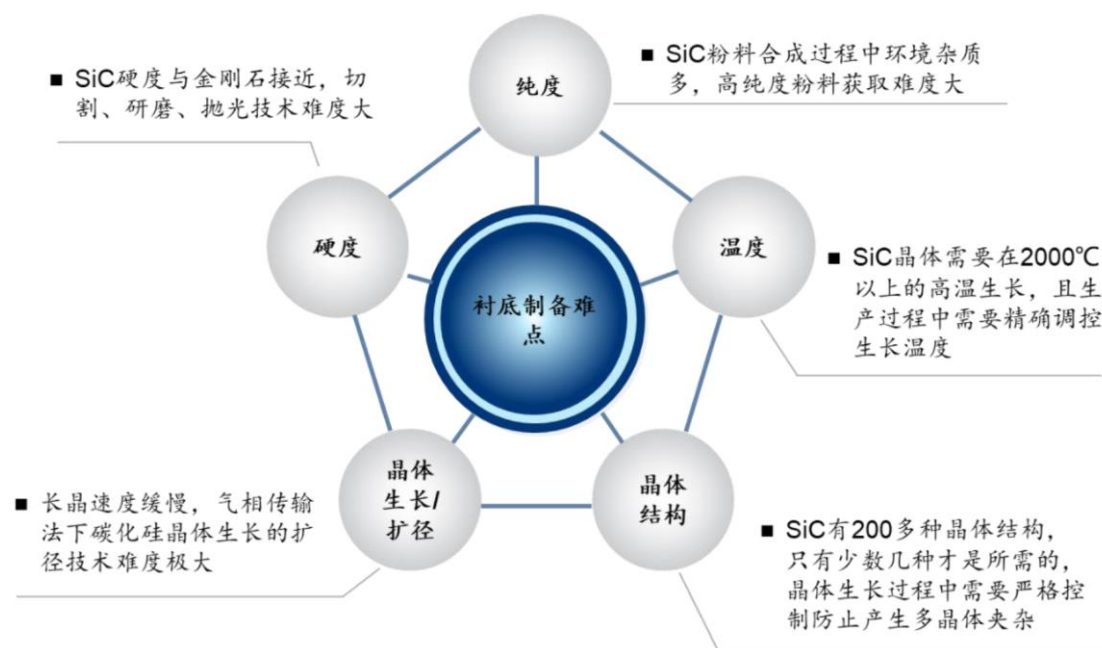 纯度
■ SiC粉料合成过程中环境杂质
多，高纯度粉料获取难度大
■ SiC硬度与金刚石接近，切
割、研磨、抛光技术难度大
硬度
温度
■ SiC晶体需要在2000℃
以上的高温生长，且生
产过程中需要精确调控
生长温度
衬底制备难
点
晶体
生长/
扩径
晶体
结构
■ 长晶速度缓慢，气相传输
法下碳化硅晶体生长的扩
径技术难度极大
■ SiC有200多种晶体结构，
只有少数几种才是所需的，
晶体生长过程中需要严格控
制防止产生多晶体夹杂